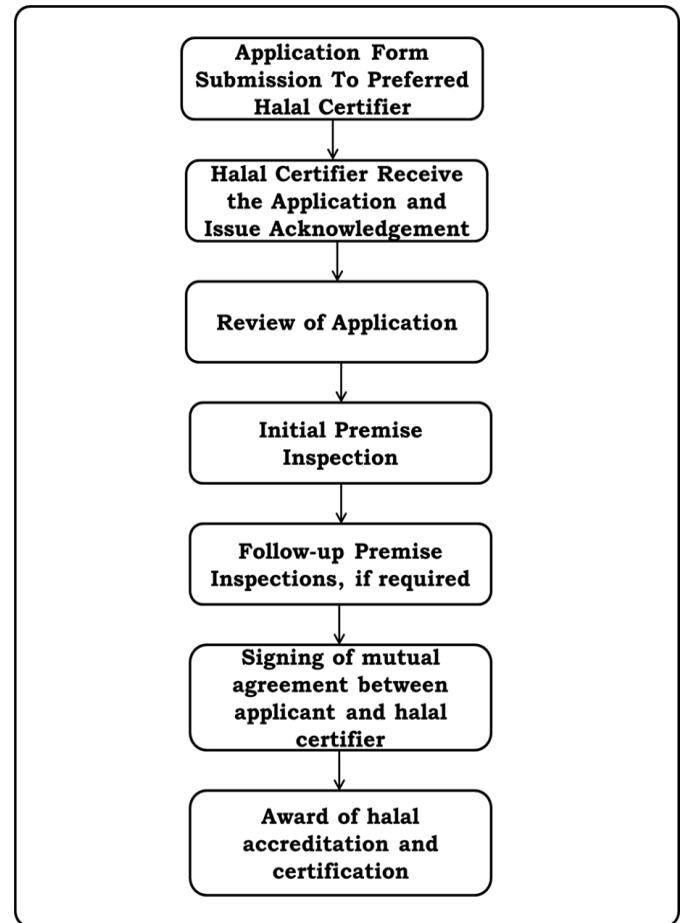 Application Form
Submission To Preferred
Halal Certifier
Halal Certifier Receive
the Application and
Issue Acknowledgement
Review of Application
Initial Premise
Inspection
Follow-up Premise
Inspections, if required
Signing of mutual
agreement between
applicant and halal
certifier
Award of halal
accreditation and
certification